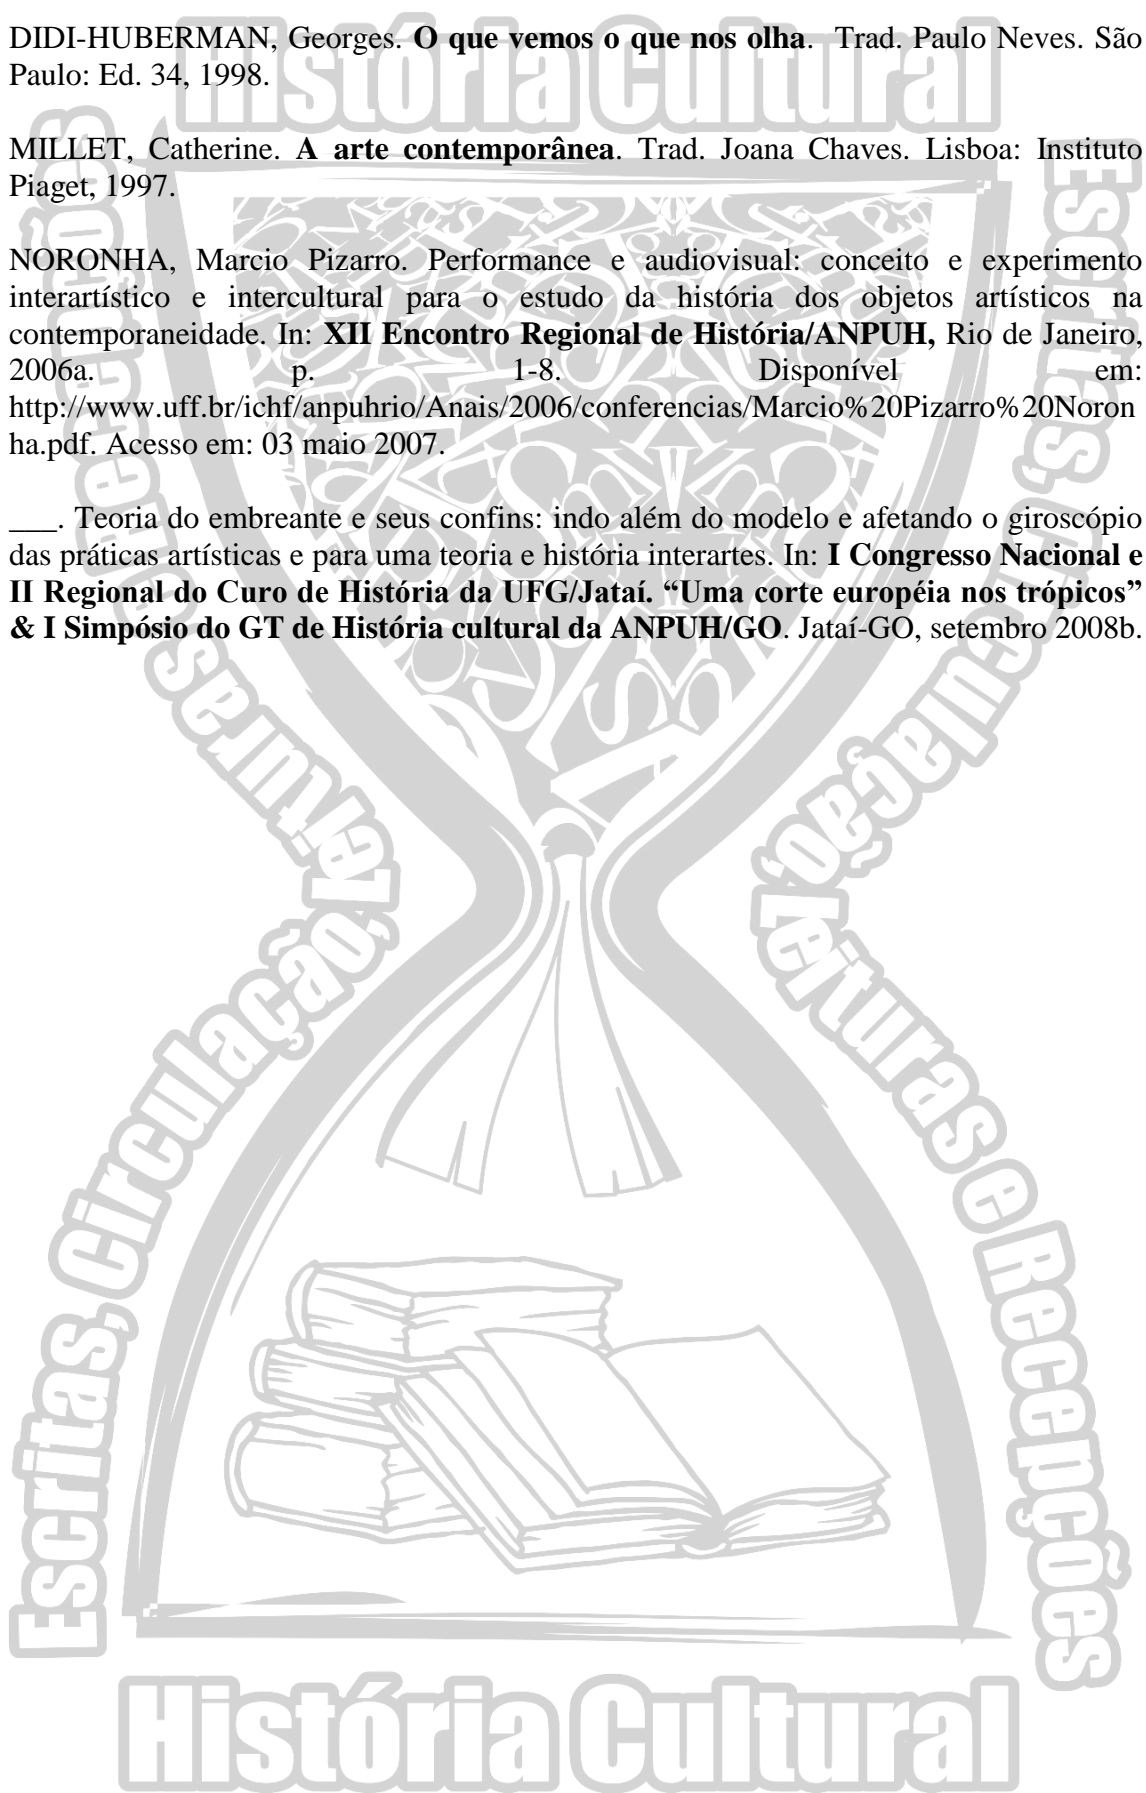 História Cultural
DIDI-HUBERMAN, Georges. O que vemos o que nos olha. Trad. Paulo Neves. São
Paulo: Ed. 34, 1998.
MILLET, Catherine. A arte contemporânea. Trad. Joana Chaves. Lisboa: Instituto
Piaget, 1997.
NORONHA, Marcio Pizarro. Performance e audiovisual: conceito e experimento
interartístico e intercultural para o estudo da história dos objetos artísticos na
contemporaneidade. In: XII Encontro Regional de História/ANPUH, Rio de Janeiro,
2006a. p. 1-8. Disponível em:
http://www.uff.br/ichf/anpuhrio/Anais/2006/conferencias/Marcio%20Pizarro%20Noron
ha.pdf. Acesso em: 03 maio 2007.
___. Teoria do embreante e seus confins: indo além do modelo e afetando o giroscópio
das práticas artísticas e para uma teoria e história interartes. In: I Congresso Nacional e
II Regional do Curo de História da UFG/Jataí. “Uma corte européia nos trópicos”
& I Simpósio do GT de História cultural da ANPUH/GO. Jataí-GO, setembro 2008b.
Escritas, Circulação, Leituras e Recepções
Escritas, Circulação, Leituras e Recepções
História Cultural